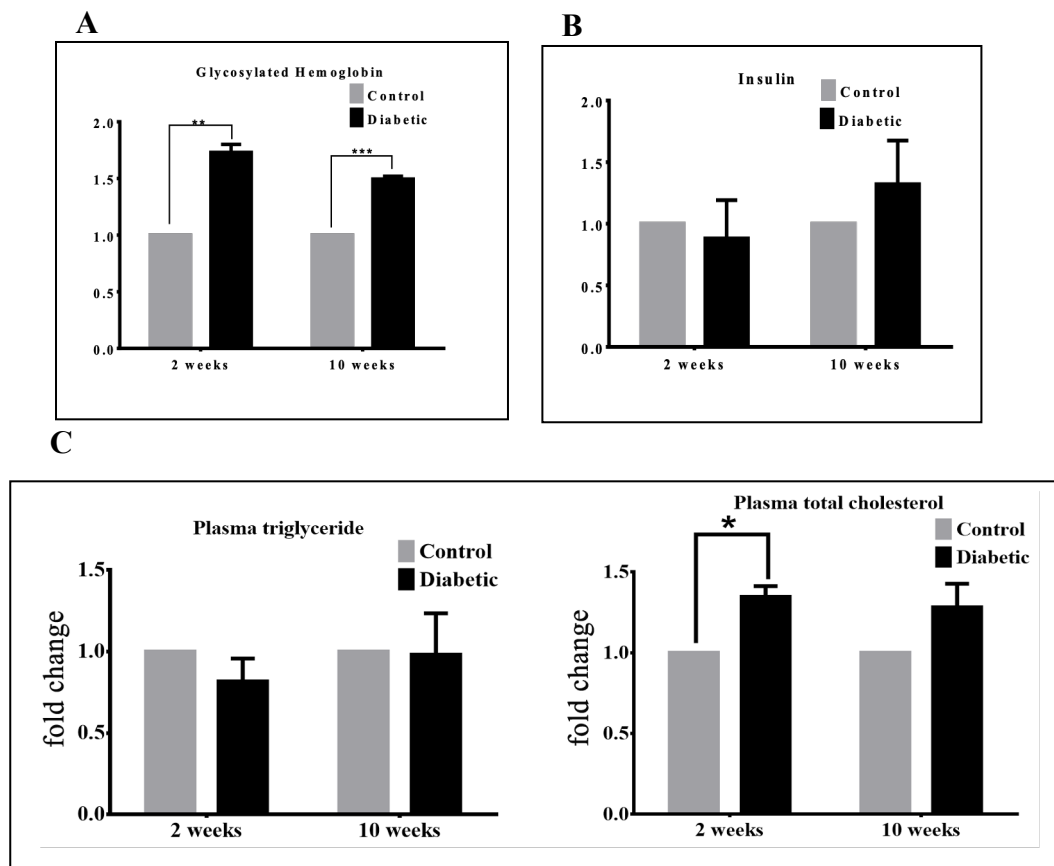 A
Glycosylated Hemoglobin
Control
Diabetic
2.0
1.5
1.0
0.5
0.0
**
***
2 weeks
10 weeks
B
Insulin
Control
Diabetic
2.0
1.5
1.0
0.5
0.0
2 weeks
10 weeks
C
Plasma triglyceride
Control
Diabetic
fold change
1.5
1.0
0.5
0.0
2 weeks
10 weeks
Plasma total cholesterol
Control
Diabetic
*
fold change
1.5
1.0
0.5
0.0
2 weeks
10 weeks